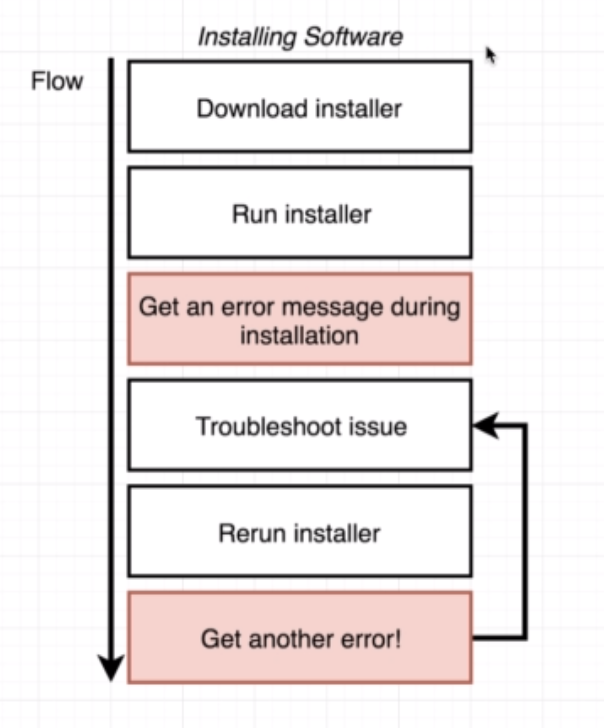 Installing Software
Flow
Download installer
Run installer
Get an error message during
installation
Troubleshoot issue
Rerun installer
Get another error!